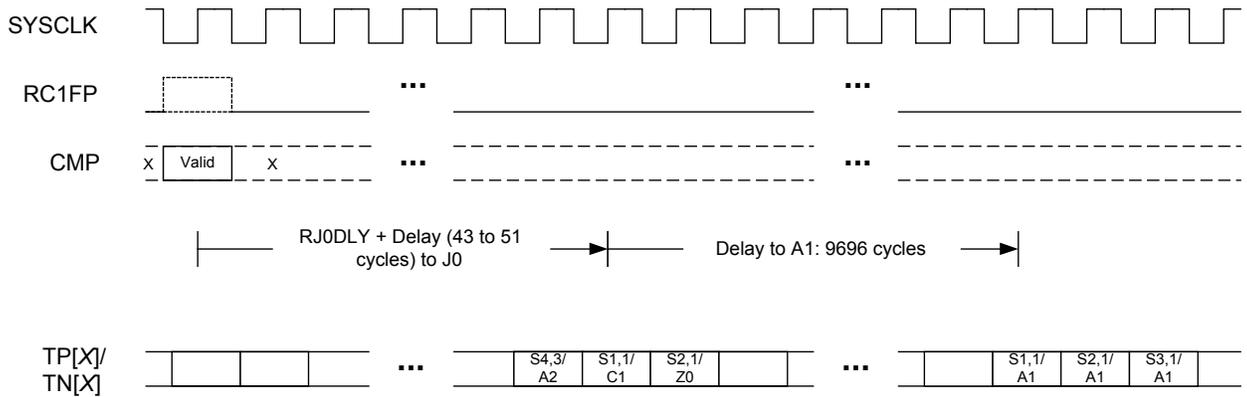 SYSCLK
RC1FP
...
...
CMP
X
Valid
X
...
...
RJ0DLY + Delay (43 to 51
cycles) to J0
Delay to A1: 9696 cycles
TP[X]/
TN[X]
...
S4,3/
A2
S1,1/
C1
S2,1/
Z0
...
S1,1/
A1
S2,1/
A1
S3,1/
A1